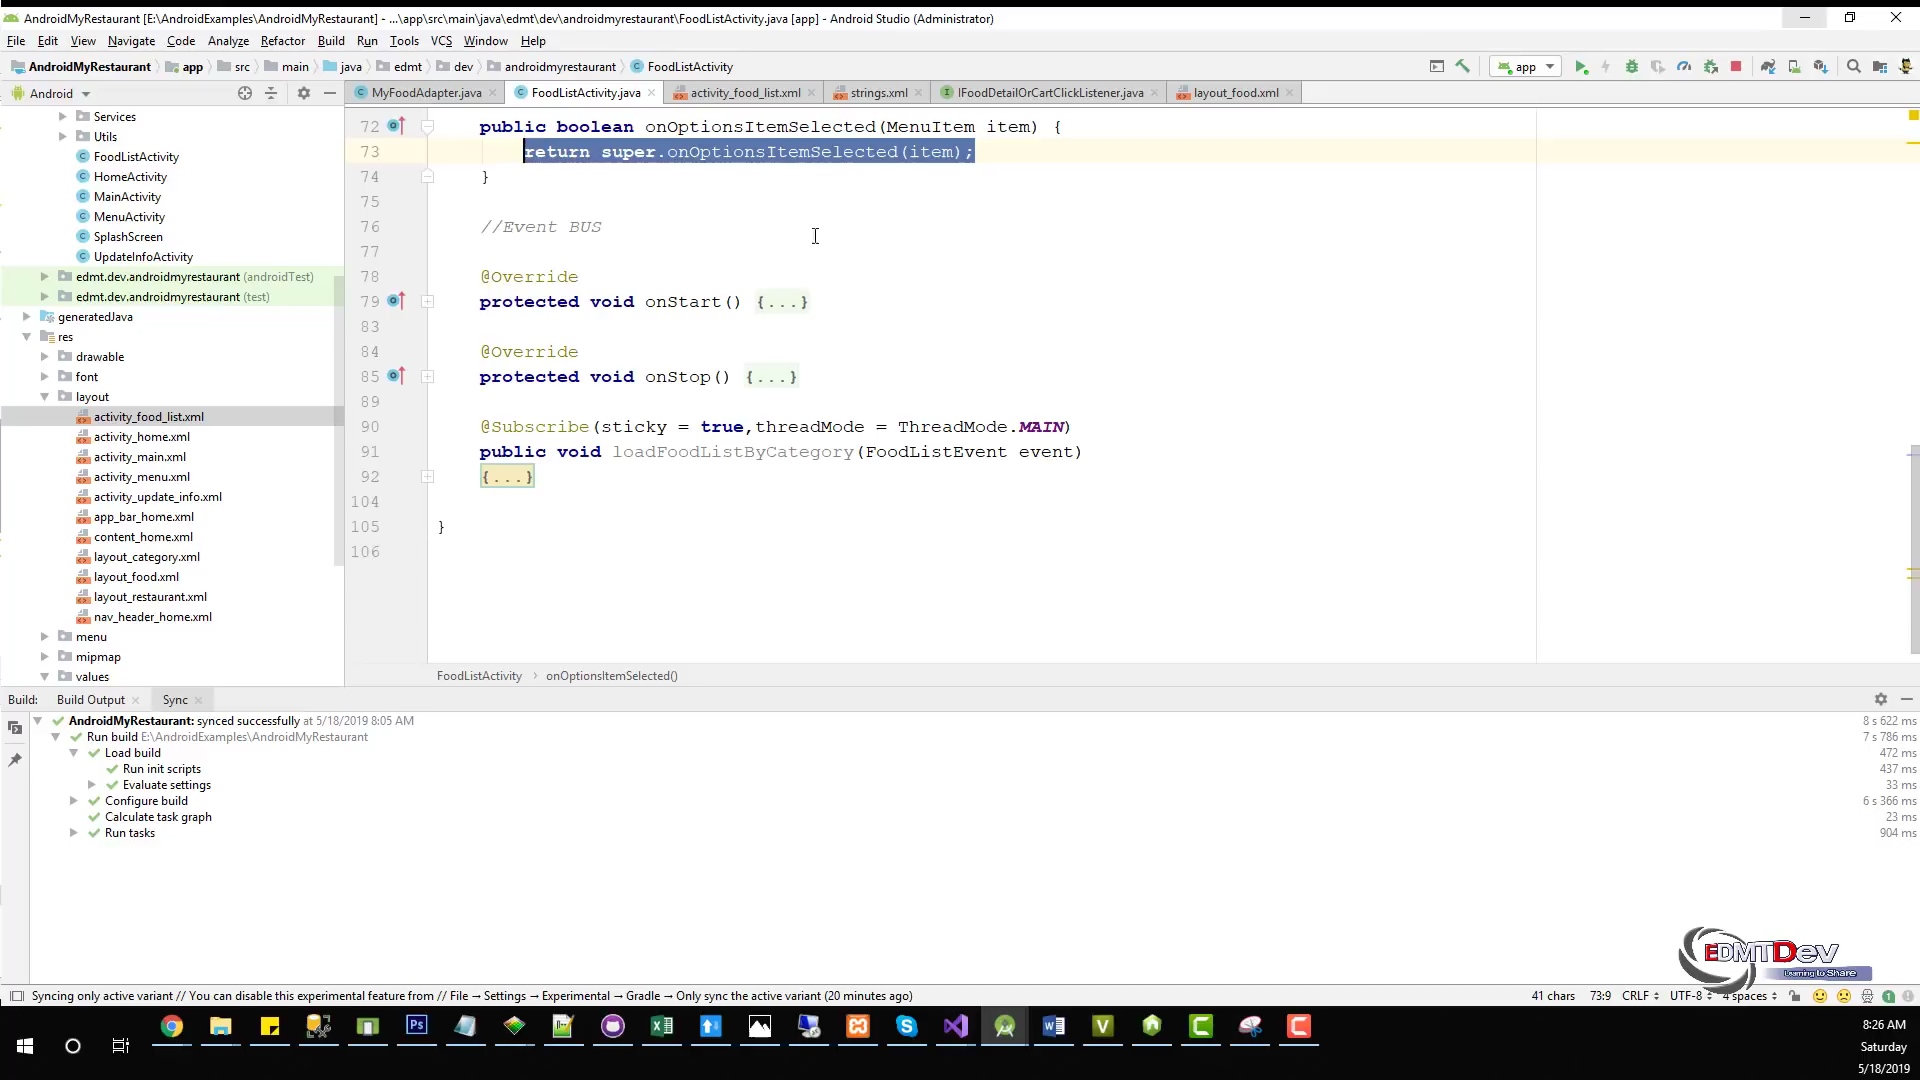 AndroidMyRestaurant [E:\AndroidExamples\AndroidMyRestaurant] - ...\app\src\main\java\edmt\dev\androidmyrestaurant\FoodListActivity.java [app] - Android Studio (Administrator)
File Edit View Navigate Code Analyze Refactor Build Run Tools VCS Window Help
AndroidMyRestaurant app src main java edmt dev androidmyrestaurant FoodListActivity
app
Android
MyFoodAdapter.java FoodListActivity.java activity_food_list.xml strings.xml IFoodDetailOrCartClickListener.java layout_food.xml
Services
Utils
FoodListActivity
HomeActivity
MainActivity
MenuActivity
SplashScreen
UpdateInfoActivity
edmt.dev.androidmyrestaurant (androidTest)
edmt.dev.androidmyrestaurant (test)
generatedJava
res
drawable
font
layout
activity_food_list.xml
activity_home.xml
activity_main.xml
activity_menu.xml
activity_update_info.xml
app_bar_home.xml
content_home.xml
layout_category.xml
layout_food.xml
layout_restaurant.xml
nav_header_home.xml
menu
mipmap
values
72 public boolean onOptionsItemSelected(MenuItem item) {
73 return super.onOptionsItemSelected(item);
74 }
75
76 //Event BUS
77
78 @Override
79 protected void onStart() {...}
83
84 @Override
85 protected void onStop() {...}
89
90 @Subscribe(sticky = true,threadMode = ThreadMode.MAIN)
91 public void loadFoodListByCategory(FoodListEvent event)
92 {...}
104
105 }
106
FoodListActivity › onOptionsItemSelected()
Build: Build Output Sync
AndroidMyRestaurant: synced successfully at 5/18/2019 8:05 AM 8 s 622 ms
Run build E:\AndroidExamples\AndroidMyRestaurant 7 s 786 ms
Load build 472 ms
Run init scripts 437 ms
Evaluate settings 33 ms
Configure build 6 s 366 ms
Calculate task graph 23 ms
Run tasks 904 ms
EDMTDev
Learning to Share
Syncing only active variant // You can disable this experimental feature from // File → Settings → Experimental → Gradle → Only sync the active variant (20 minutes ago) 41 chars 73:9 CRLF UTF-8 4 spaces 1
8:26 AM
Saturday
5/18/2019